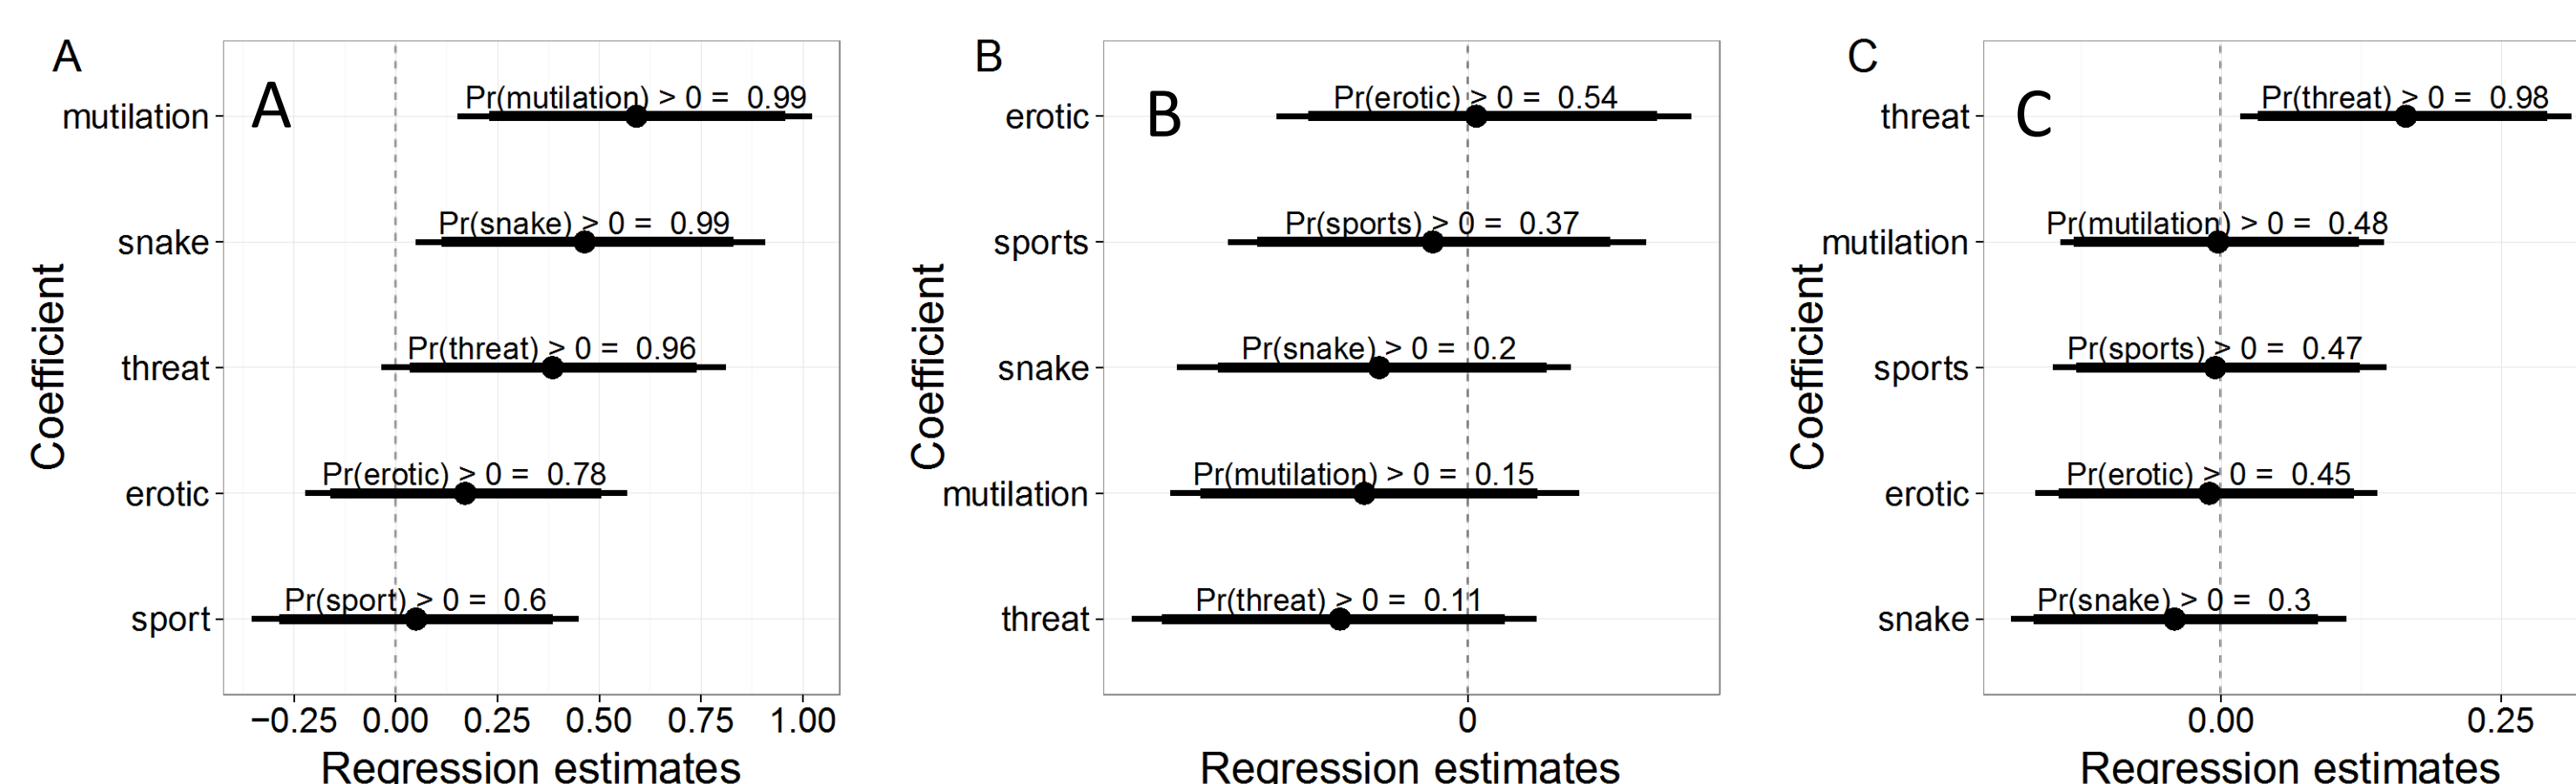 A
A
mutilation
Pr(mutilation) > 0 = 0.99
snake
Pr(snake) > 0 = 0.99
threat
Pr(threat) > 0 = 0.96
erotic
Pr(erotic) > 0 = 0.78
sport
Pr(sport) > 0 = 0.6
Coefficient
−0.25 0.00 0.25 0.50 0.75 1.00
Regression estimates
B
B
erotic
Pr(erotic) > 0 = 0.54
sports
Pr(sports) > 0 = 0.37
snake
Pr(snake) > 0 = 0.2
mutilation
Pr(mutilation) > 0 = 0.15
threat
Pr(threat) > 0 = 0.11
Coefficient
0
Regression estimates
C
C
threat
Pr(threat) > 0 = 0.98
mutilation
Pr(mutilation) > 0 = 0.48
sports
Pr(sports) > 0 = 0.47
erotic
Pr(erotic) > 0 = 0.45
snake
Pr(snake) > 0 = 0.3
Coefficient
0.00 0.25
Regression estimates